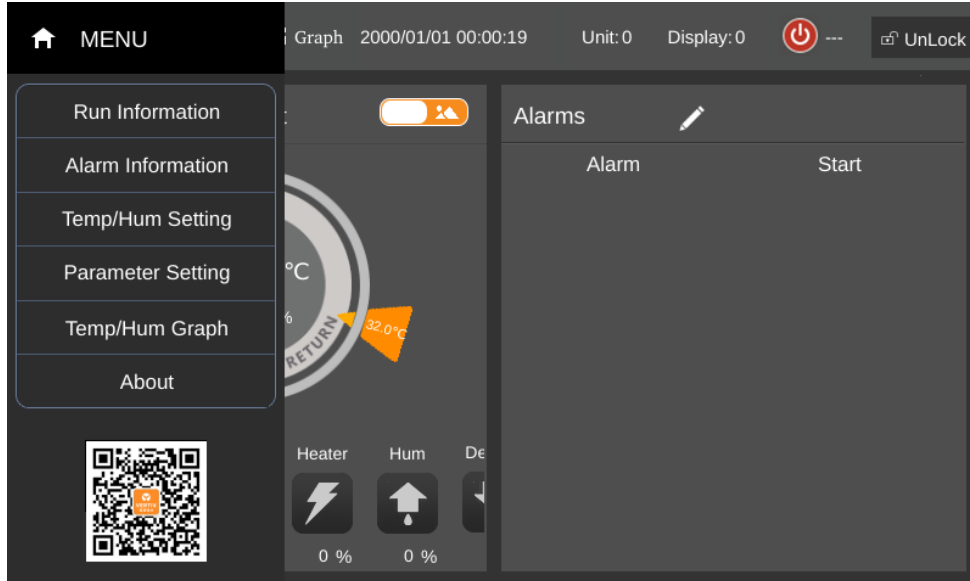 MENU
Graph 2000/01/01 00:00:19 Unit: 0 Display: 0 --- UnLock
Run Information
Alarm Information
Temp/Hum Setting
Parameter Setting
Temp/Hum Graph
About
°C
%
RETURN
32.0°C
Heater Hum De
0 % 0 %
Alarms
Alarm Start